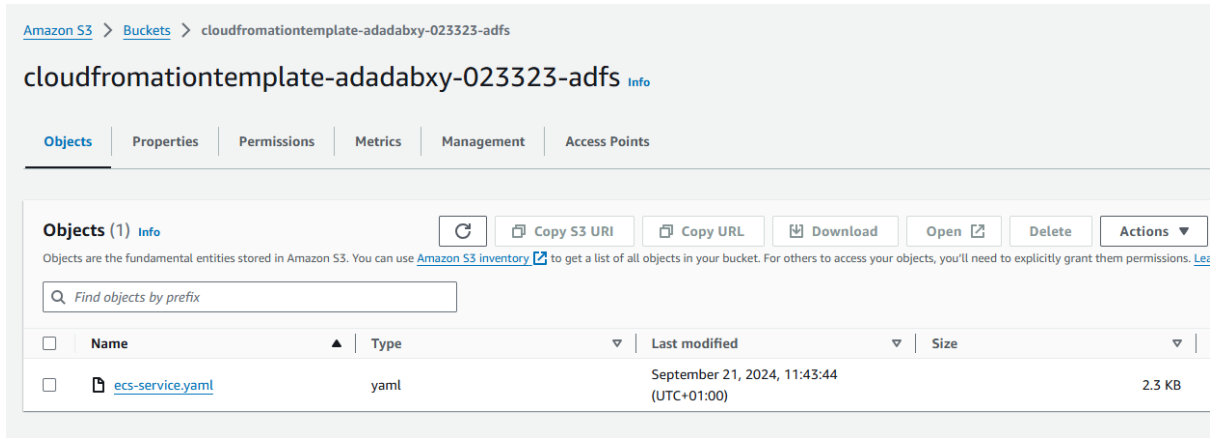 Amazon S3 > Buckets > cloudfromationtemplate-adadabxy-023323-adfs
cloudfromationtemplate-adadabxy-023323-adfs Info
Objects Properties Permissions Metrics Management Access Points
Objects (1) Info Copy S3 URI Copy URL Download Open Delete Actions
Objects are the fundamental entities stored in Amazon S3. You can use Amazon S3 inventory to get a list of all objects in your bucket. For others to access your objects, you'll need to explicitly grant them permissions. Lea
Find objects by prefix
Name Type Last modified Size
ecs-service.yaml yaml September 21, 2024, 11:43:44 2.3 KB
(UTC+01:00)